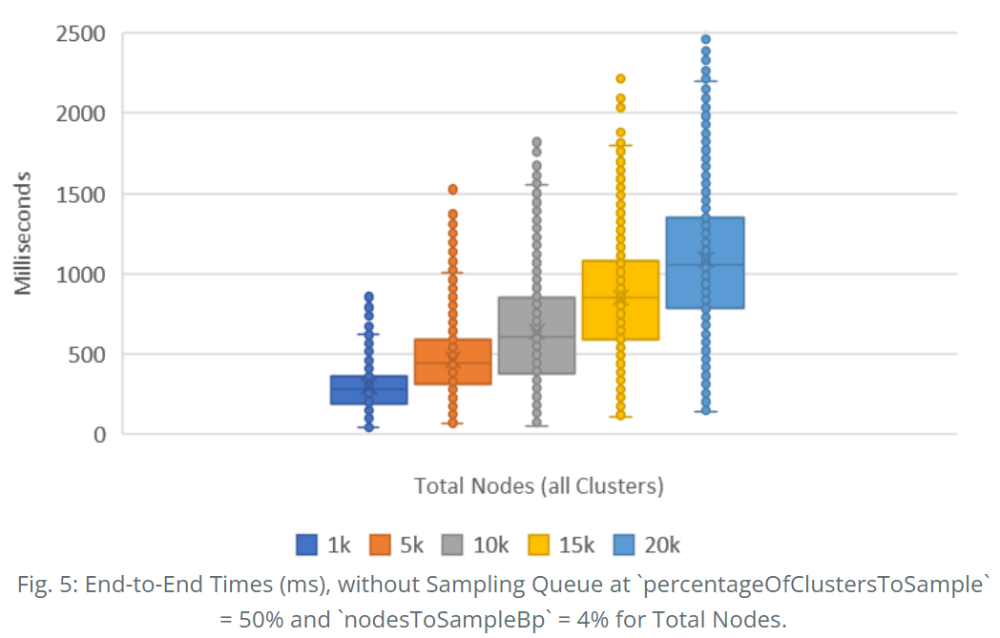 2500
2000
1500
1000
500
0
Milliseconds
Total Nodes (all Clusters)
1k 5k 10k 15k 20k
Fig. 5: End-to-End Times (ms), without Sampling Queue at `percentageOfClustersToSample`
= 50% and `nodesToSampleBp` = 4% for Total Nodes.